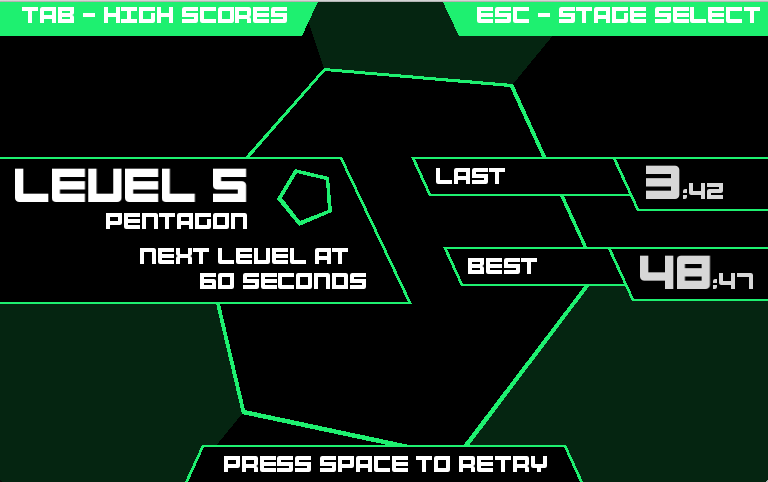 TAB - HIGH SCORES
ESC - STAGE SELECT
LEVEL 5
PENTAGON
NEXT LEVEL AT
60 SECONDS
LAST 3:42
BEST 48:47
PRESS SPACE TO RETRY